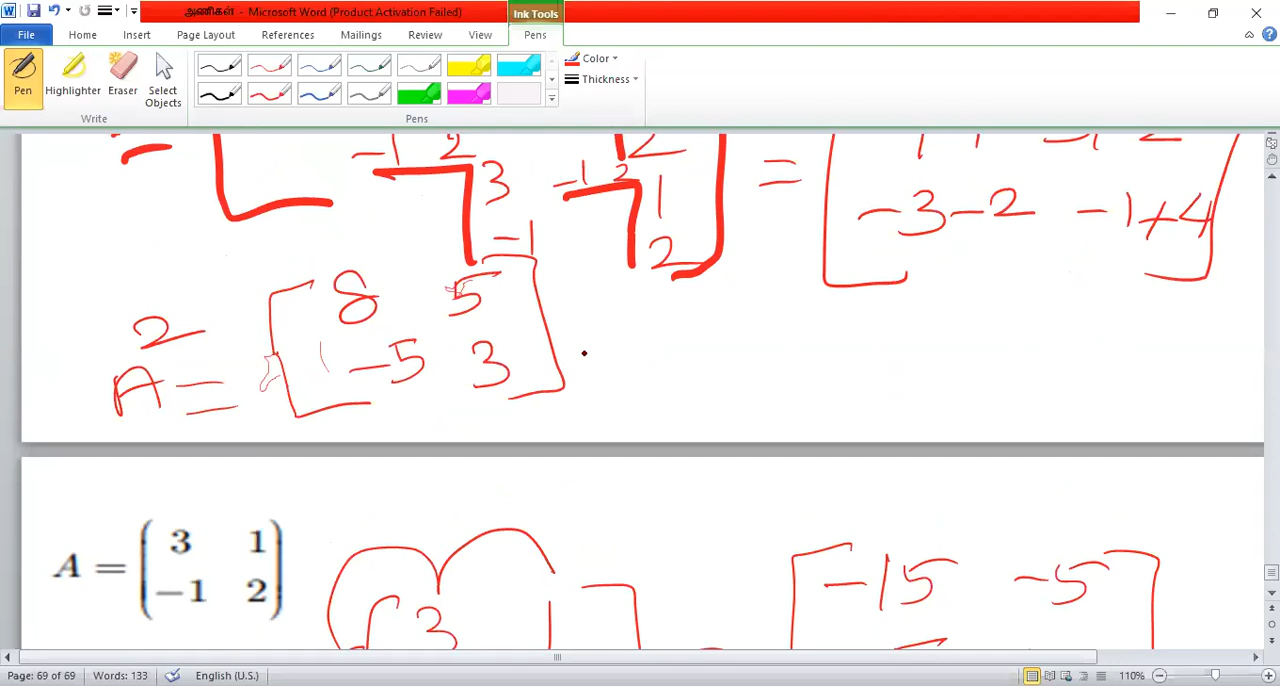 அணிகள் - Microsoft Word (Product Activation Failed)
Ink Tools
File Home Insert Page Layout References Mailings Review View Pens
Pen Highlighter Eraser Select Objects
Color
Thickness
Write
Pens
-1 2
3 -1 2
1
-1
2
=
-3-2 -1+4
A² =
8 5
-5 3
A =
3 1
-1 2
3 1
-15 -5
Page: 69 of 69 Words: 133 English (U.S.) 110%